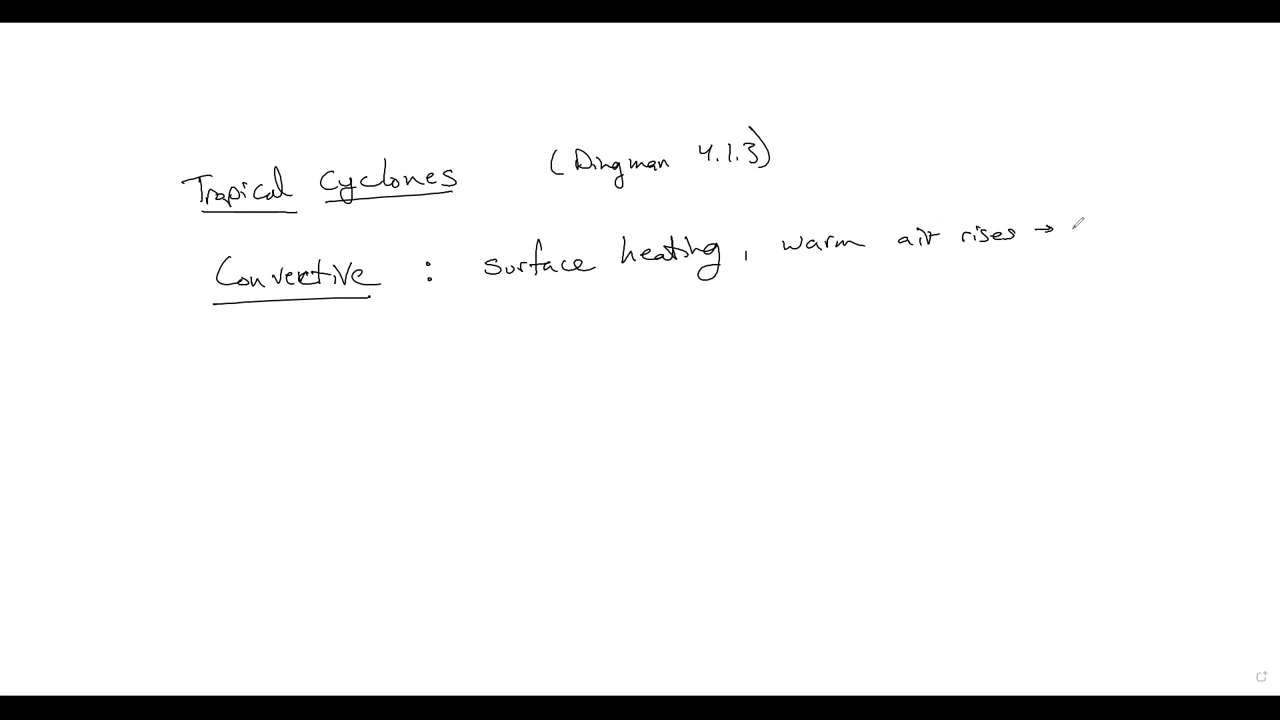 Tropical Cyclones (Dingman 4.1.3)
Convective : surface heating, warm air rises →